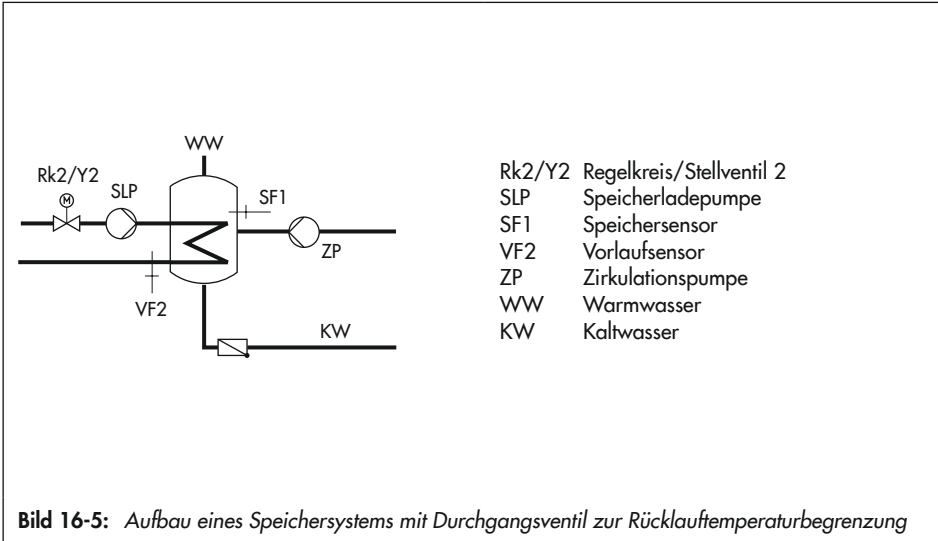 WW
Rk2/Y2
M
SLP
SF1
ZP
VF2
KW
Rk2/Y2 Regelkreis/Stellventil 2
SLP Speicherladepumpe
SF1 Speichersensor
VF2 Vorlaufsensor
ZP Zirkulationspumpe
WW Warmwasser
KW Kaltwasser
Bild 16-5: Aufbau eines Speichersystems mit Durchgangsventil zur Rücklauftemperaturbegrenzung